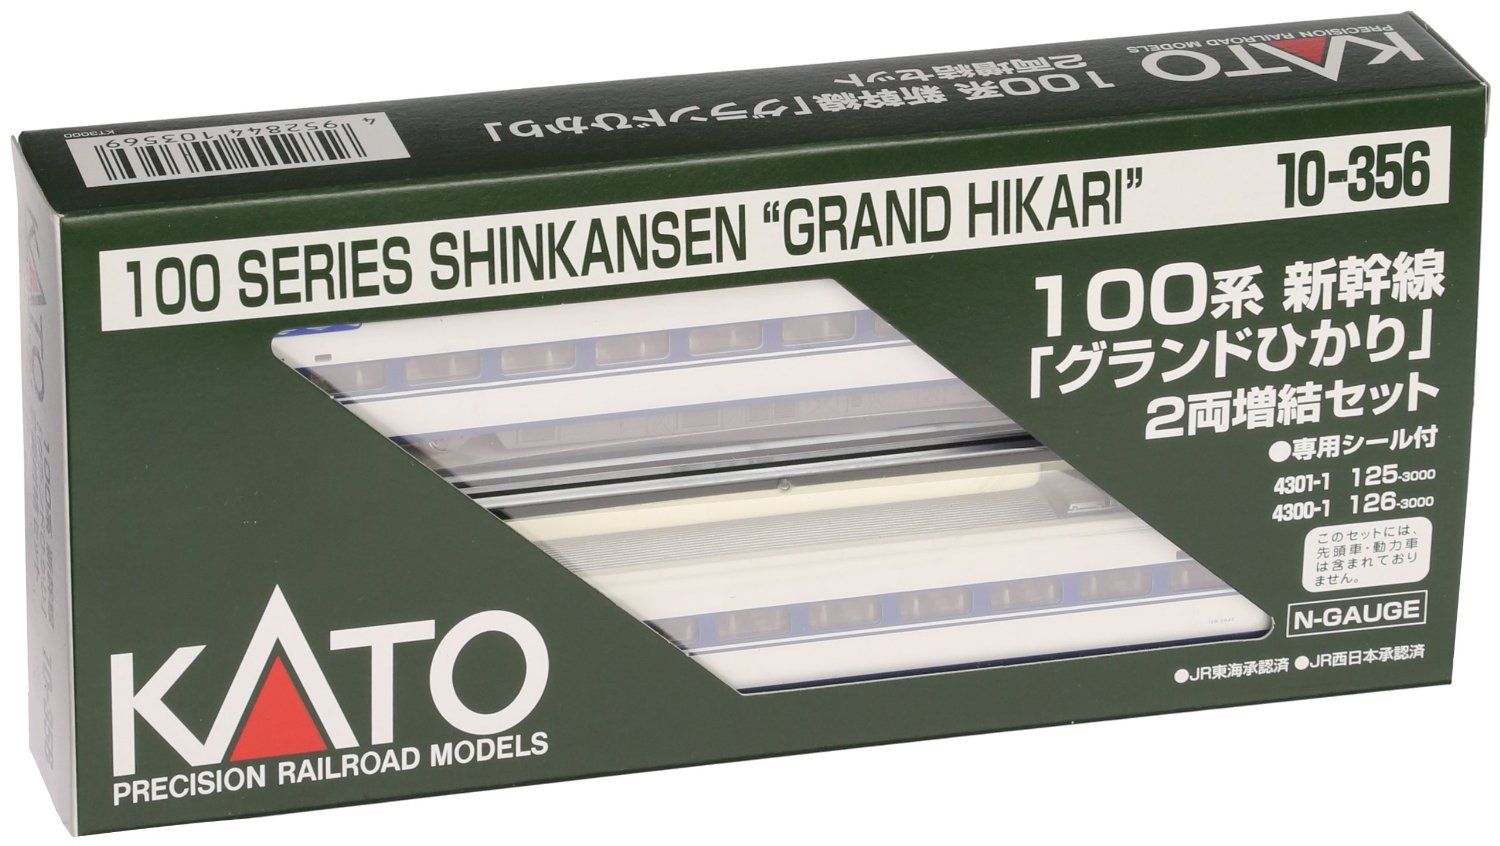 KATO
PRECISION RAILROAD MODELS
100系 新幹線「グランドひかり」
2両増結セット
4952844103569
KT3000
100 SERIES SHINKANSEN “GRAND HIKARI” 10-356
100系 新幹線
「グランドひかり」
2両増結セット
●専用シール付
4301-1 125-3000
4300-1 126-3000
このセットには、
先頭車・動力車
は含まれており
ません。
N-GAUGE
●JR東海承認済 ●JR西日本承認済
KATO
PRECISION RAILROAD MODELS
KATO
10-356